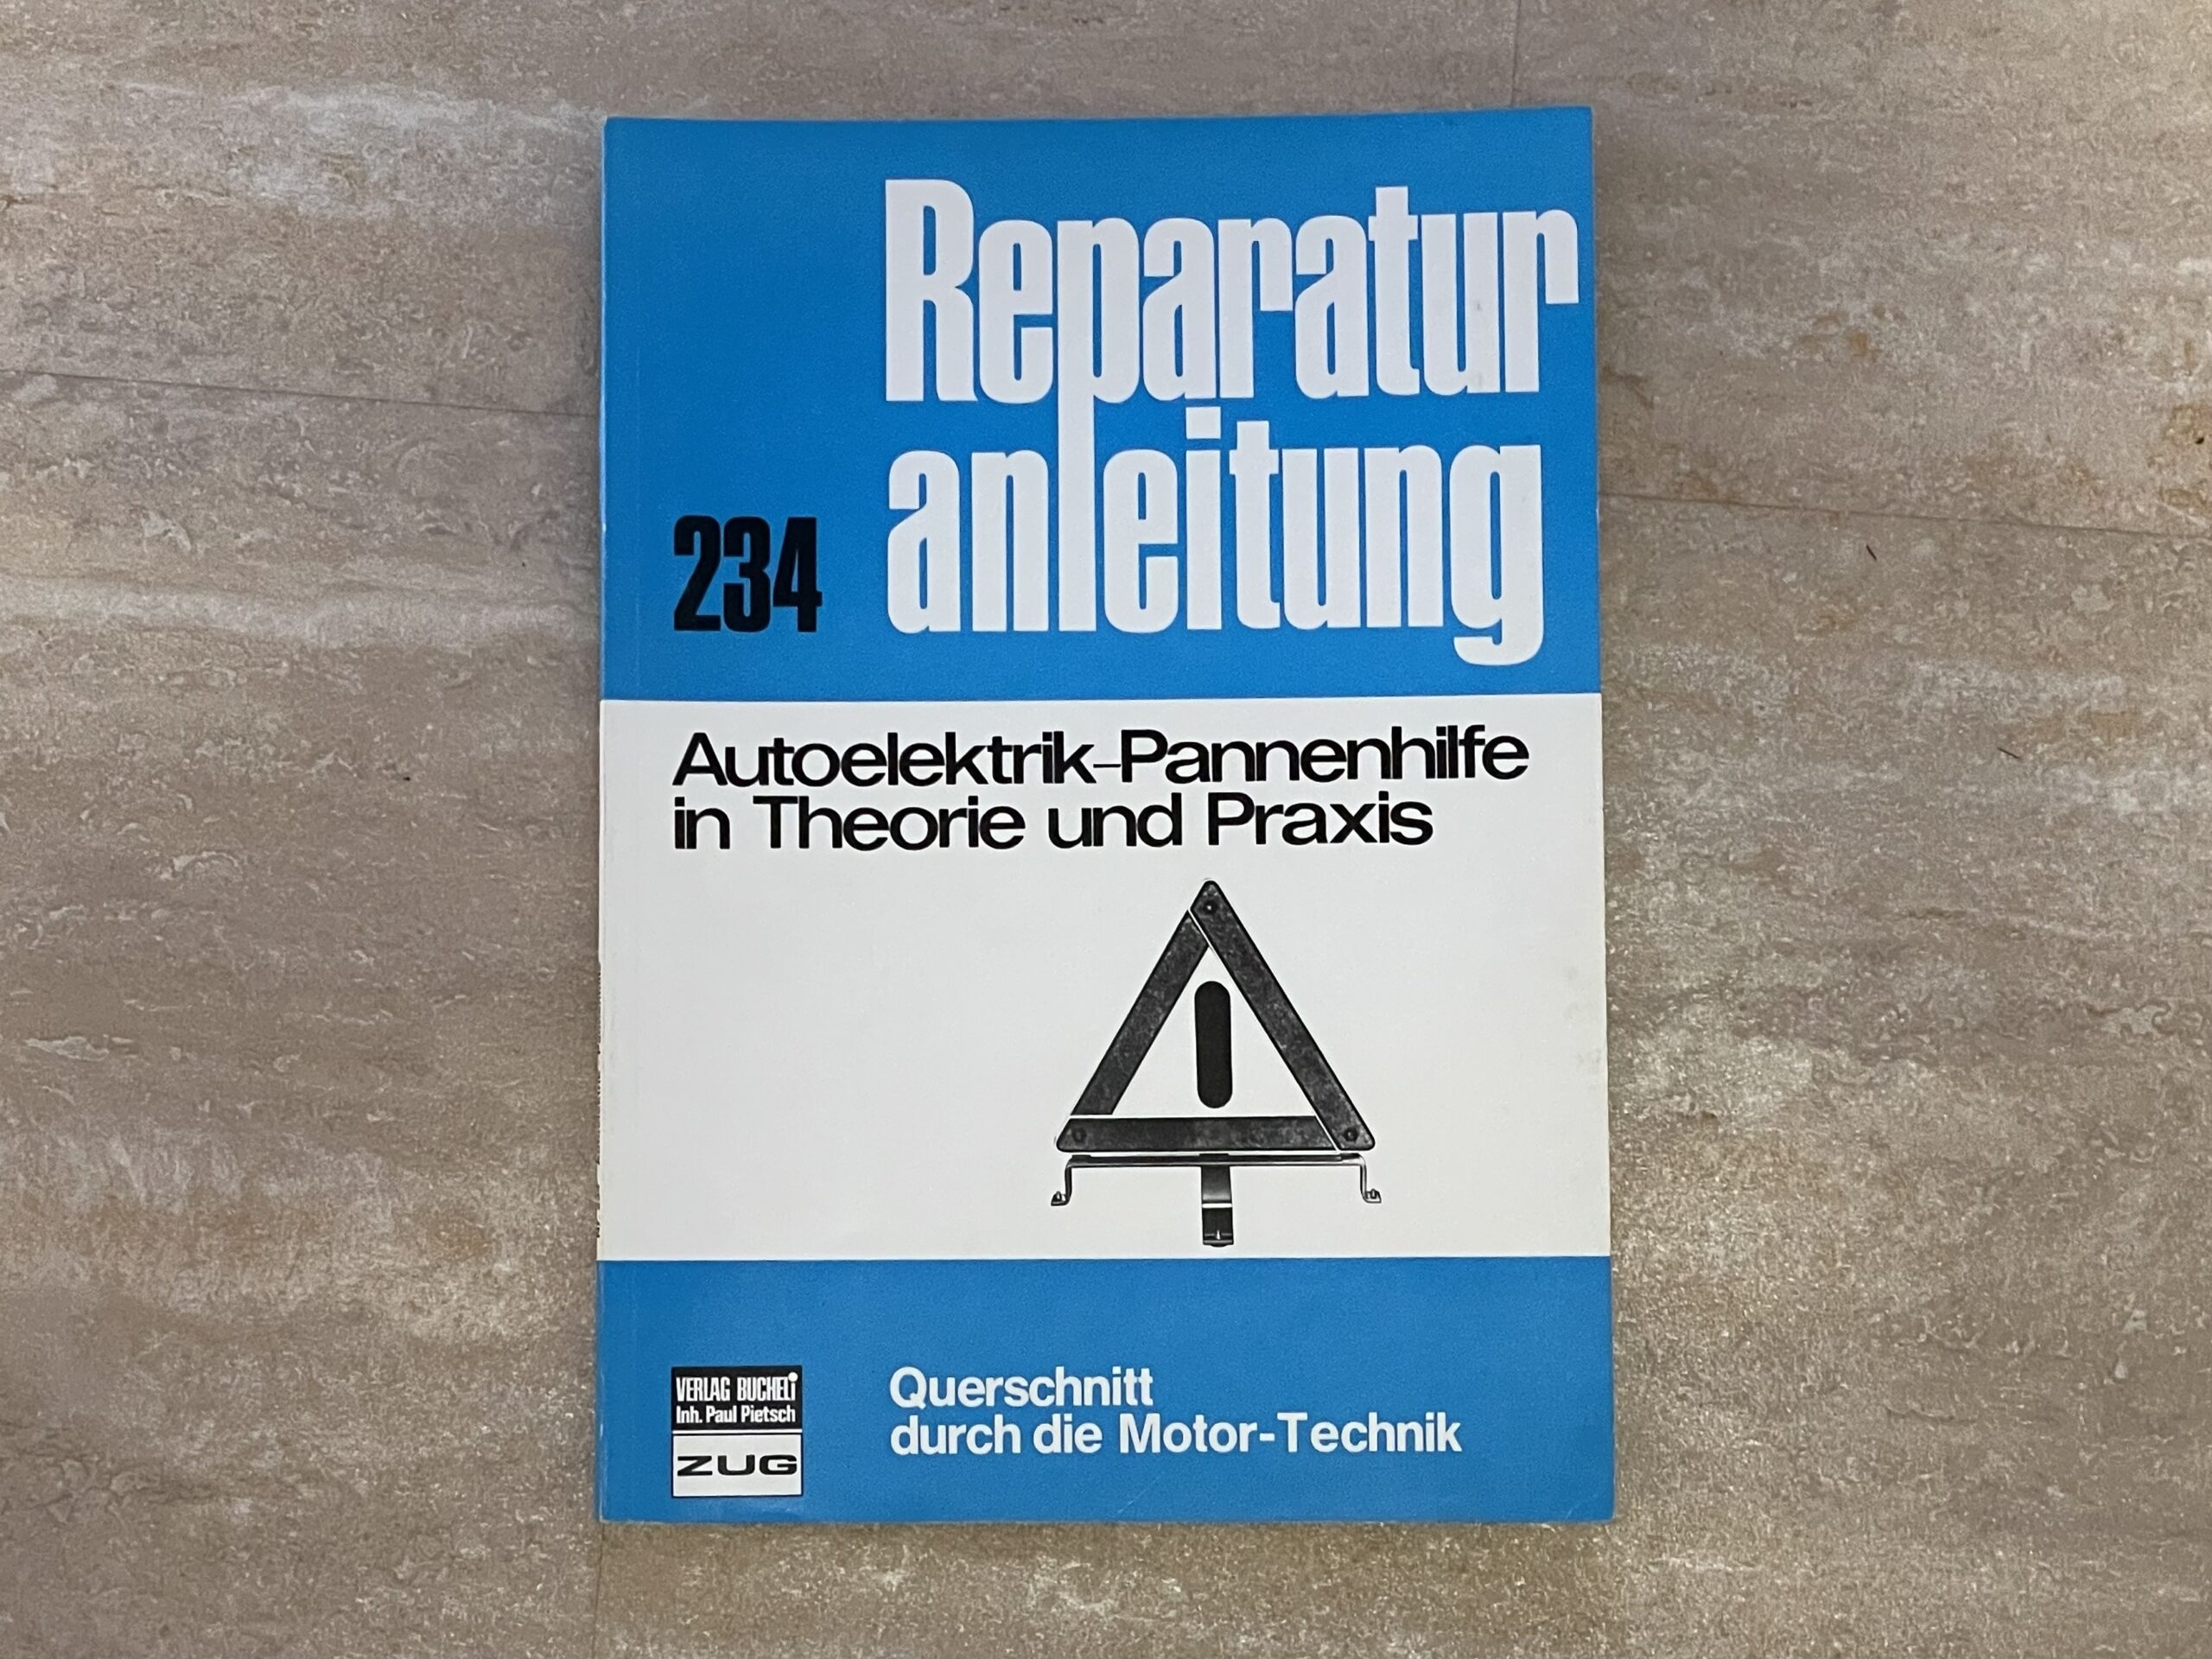 Reparatur
anleitung
234
Autoelektrik-Pannenhilfe
in Theorie und Praxis
VERLAG BUCHELi
Inh. Paul Pietsch
ZUG
Querschnitt
durch die Motor-Technik